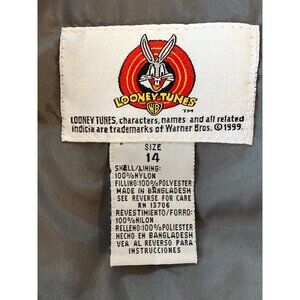 LOONEY TUNES
WB
TM
LOONEY TUNES, characters, names and all related
indicia are trademarks of Warner Bros. ©1999.
SIZE
14
SHELL/LINING:
100%NYLON
FILLING:100%POLYESTER
MADE IN BANGLADESH
SEE REVERSE FOR CARE
RN 13706
REVESTIMIENTO/FORRO:
100%NILON
RELLENO:100%POLIESTER
HECHO EN BANGLADESH
VEA AL REVERSO PARA
INSTRUCCIONES